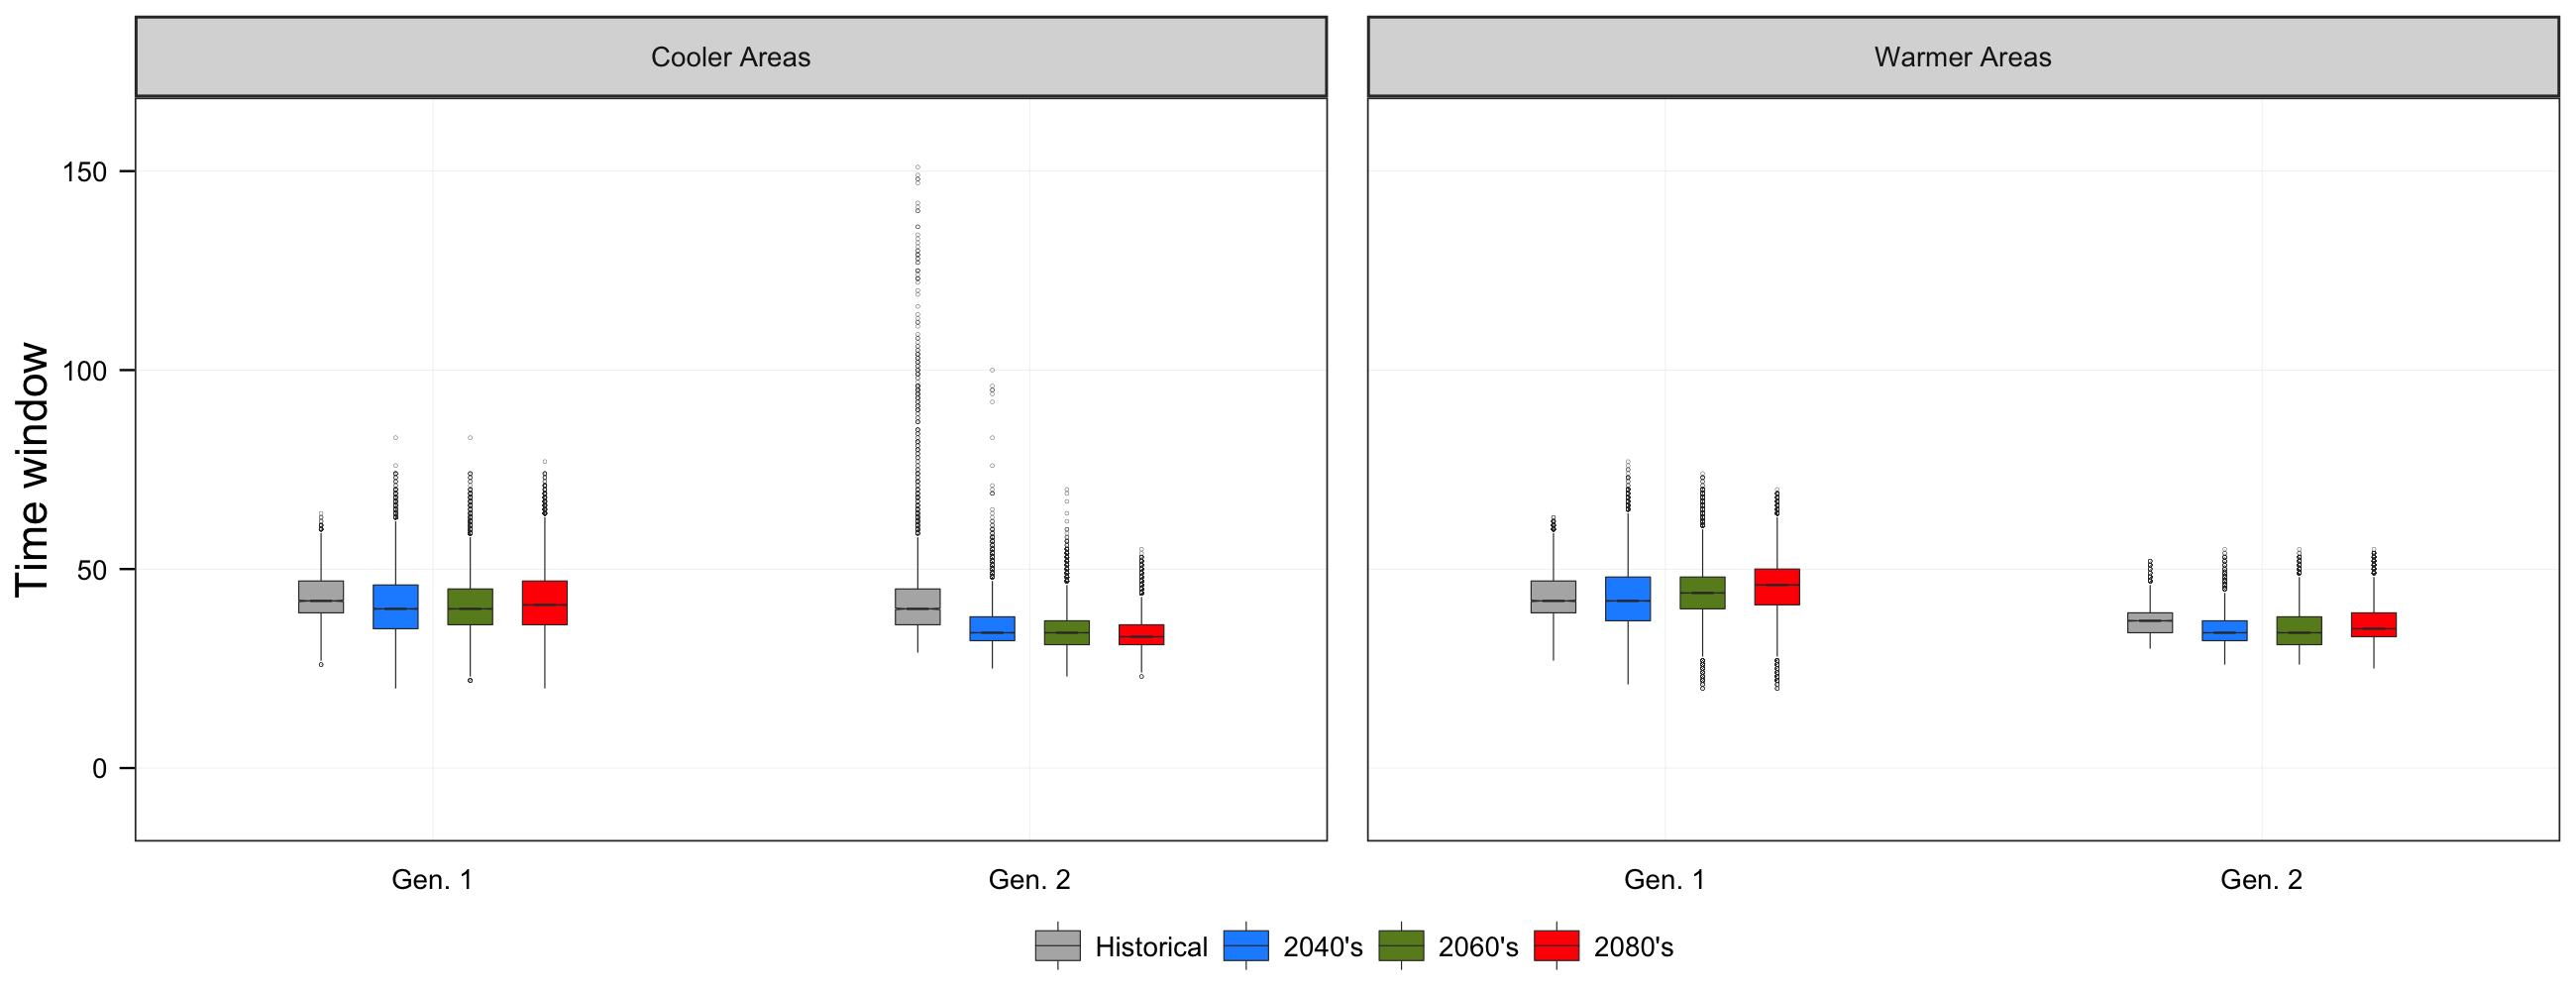 Cooler Areas
Warmer Areas
Time window
150
100
50
0
Gen. 1
Gen. 2
Gen. 1
Gen. 2
Historical
2040's
2060's
2080's